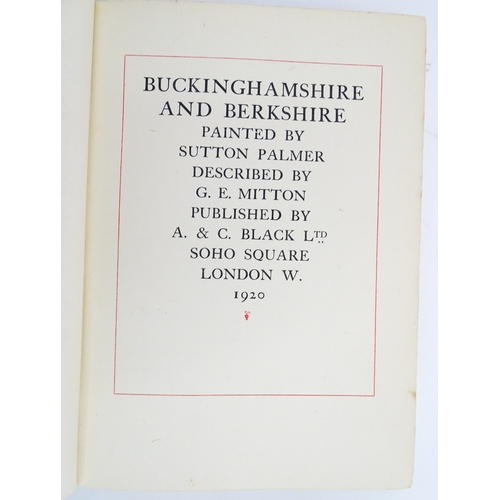 BUCKINGHAMSHIRE
AND BERKSHIRE
PAINTED BY
SUTTON PALMER
DESCRIBED BY
G. E. MITTON
PUBLISHED BY
A. & C. BLACK LTD.
SOHO SQUARE
LONDON W.
1920